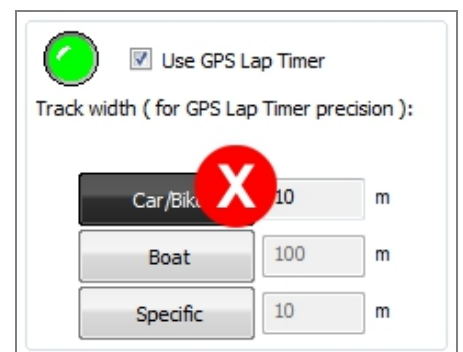 Use GPS Lap Timer
Track width ( for GPS Lap Timer precision ):
X
10 m
Boat 100 m
Specific 10 m